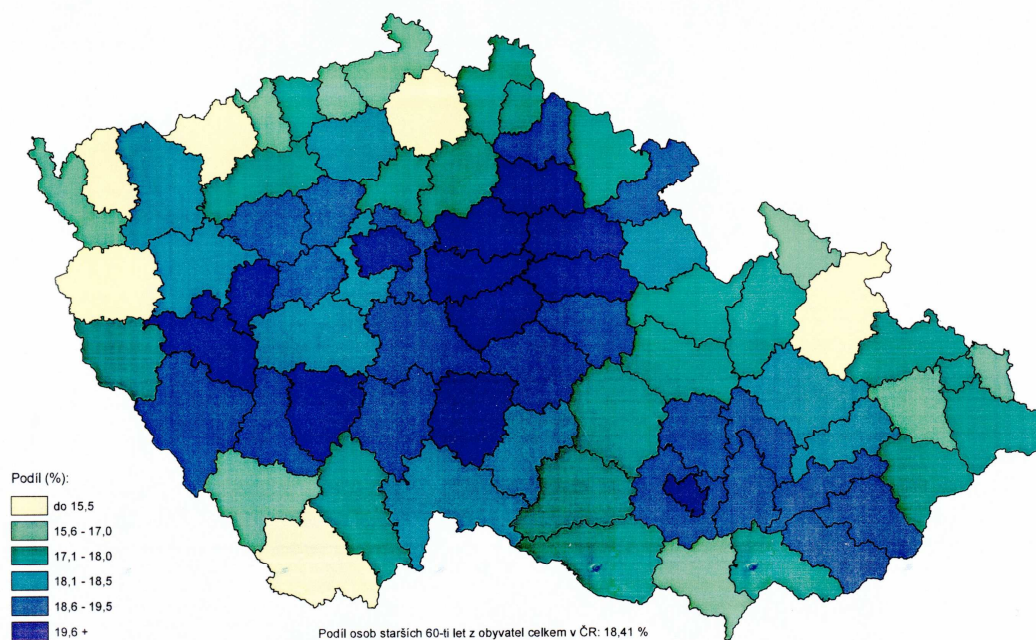 Podíl (%):
do 15,5
15,6 - 17,0
17,1 - 18,0
18,1 - 18,5
18,6 - 19,5
19,6 +
Podíl osob starších 60-ti let z obyvatel celkem v ČR: 18,41 %